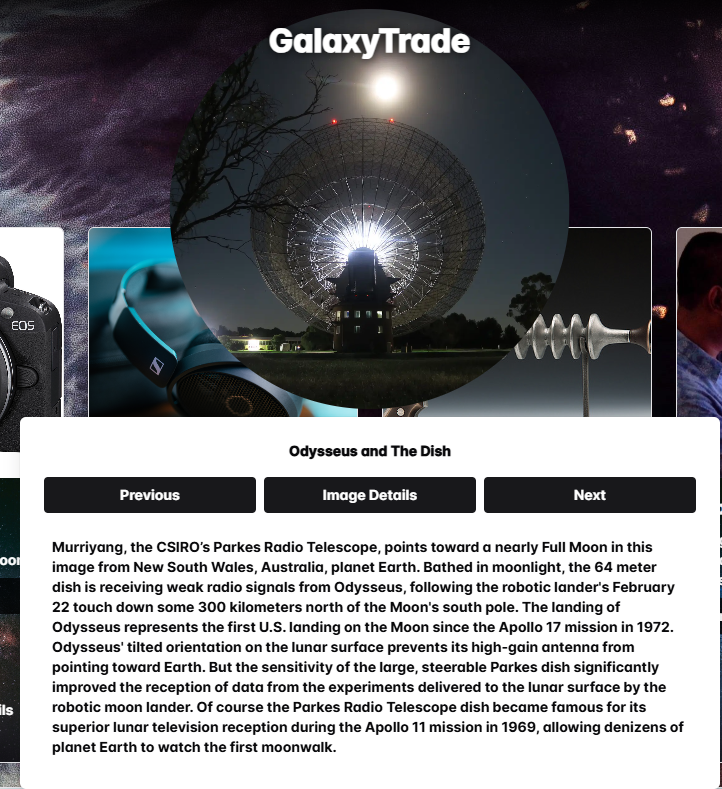 GalaxyTrade
EOS
Odysseus and The Dish
Previous
Image Details
Next
Murriyang, the CSIRO’s Parkes Radio Telescope, points toward a nearly Full Moon in this
image from New South Wales, Australia, planet Earth. Bathed in moonlight, the 64 meter
dish is receiving weak radio signals from Odysseus, following the robotic lander's February
22 touch down some 300 kilometers north of the Moon's south pole. The landing of
Odysseus represents the first U.S. landing on the Moon since the Apollo 17 mission in 1972.
Odysseus' tilted orientation on the lunar surface prevents its high-gain antenna from
pointing toward Earth. But the sensitivity of the large, steerable Parkes dish significantly
improved the reception of data from the experiments delivered to the lunar surface by the
robotic moon lander. Of course the Parkes Radio Telescope dish became famous for its
superior lunar television reception during the Apollo 11 mission in 1969, allowing denizens of
planet Earth to watch the first moonwalk.